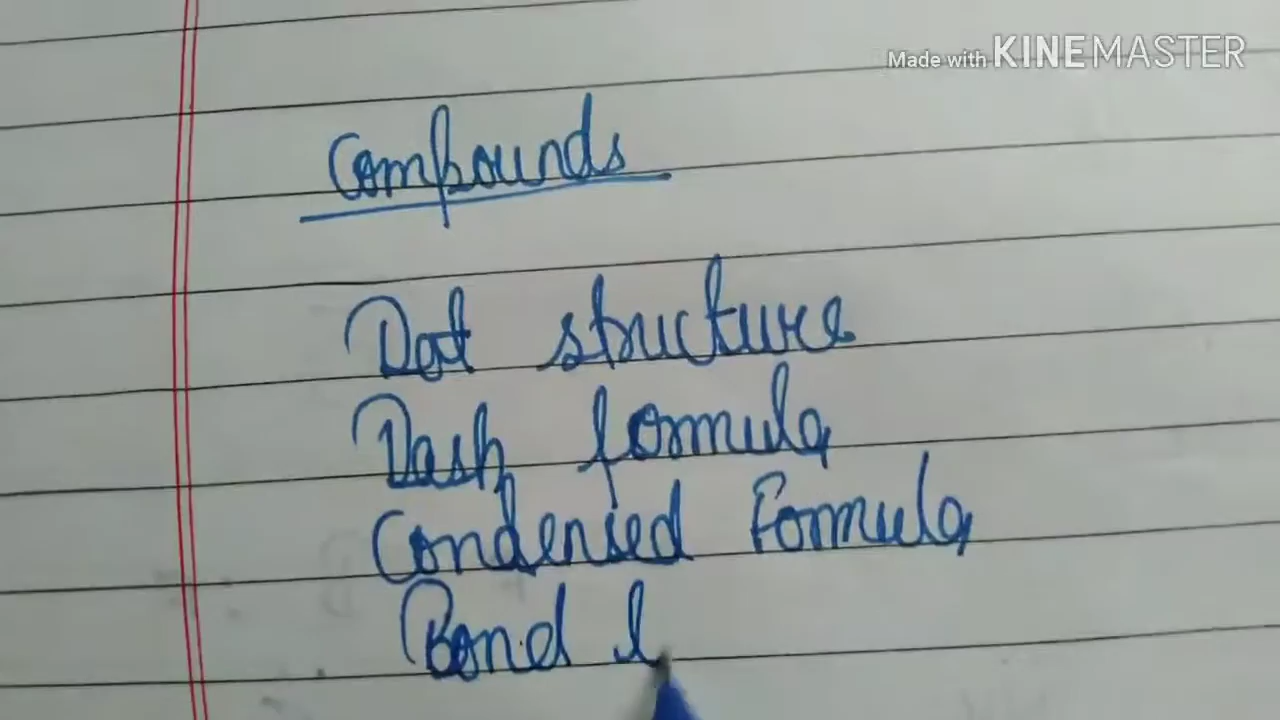 Made with KINEMASTER
Compounds
Dot structure
Dash formula
Condensed Formula
Bond l